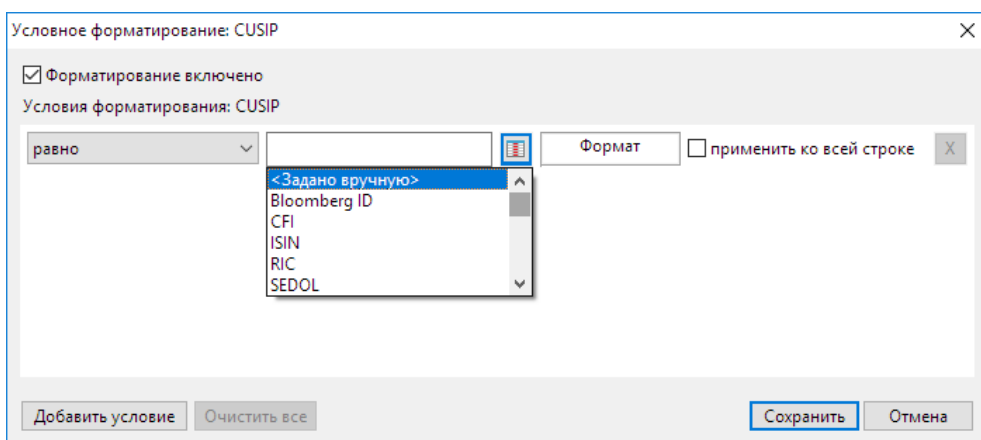 Условное форматирование: CUSIP
Форматирование включено
Условия форматирования: CUSIP
равно Формат применить ко всей строке X
<Задано вручную>
Bloomberg ID
CFI
ISIN
RIC
SEDOL
Добавить условие Очистить все Сохранить Отмена